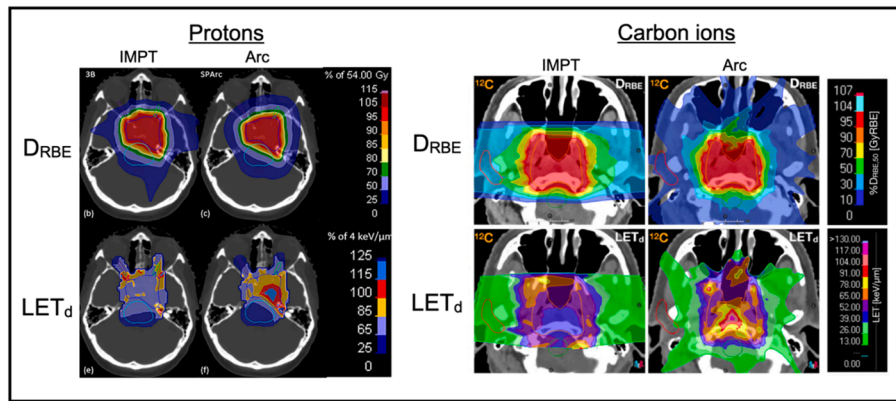 Protons
IMPT Arc
3B SPArc % of 54.00 Gy
115
105
95
90
85
80
70
50
25
0
DRBE
(b) (c)
% of 4 keV/μm
125
115
100
85
65
25
0
LETd
(e) (f)
Carbon ions
IMPT Arc
12C DRBE 12C DRBE
107
104
95
90
70
50
30
10
0
%DRBE,50 [GyRBE]
DRBE
12C LETd 12C LETd
>130.00
117.00
104.00
91.00
78.00
65.00
52.00
39.00
26.00
13.00
0.00
LET [keV/μm]
LETd